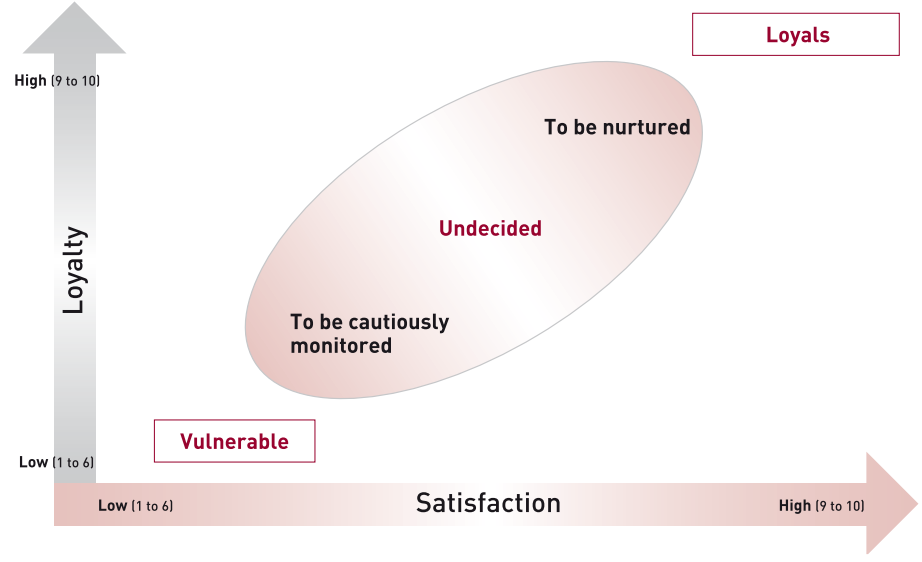 Loyals
High (9 to 10)
To be nurtured
Undecided
Loyalty
To be cautiously
monitored
Vulnerable
Low (1 to 6)
Low (1 to 6)
Satisfaction
High (9 to 10)